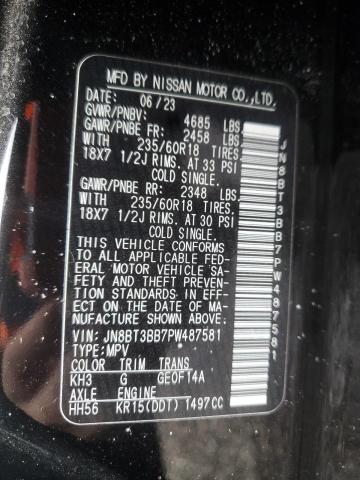 MFD BY NISSAN MOTOR CO.,LTD.
DATE: 06/23
GVWR/PNBV: 4685 LBS
GAWR/PNBE FR: 2458 LBS.
WITH 235/60R18 TIRES,
18X7 1/2J RIMS, AT 33 PSI
COLD SINGLE.
GAWR/PNBE RR: 2348 LBS.
WITH 235/60R18 TIRES,
18X7 1/2J RIMS, AT 30 PSI
COLD SINGLE.
THIS VEHICLE CONFORMS
TO ALL APPLICABLE FED-
ERAL MOTOR VEHICLE SA-
FETY AND THEFT PREVEN-
TION STANDARDS IN EFF-
ECT ON THE DATE OF MA-
NUFACTURE SHOWN ABOVE.
VIN: JN8BT3BB7PW487581
TYPE: MPV
COLOR TRIM TRANS
KH3 G GE0F14A
AXLE ENGINE
HH56 KR15(DDT) 1497CC
JN8BT3BB7PW487581